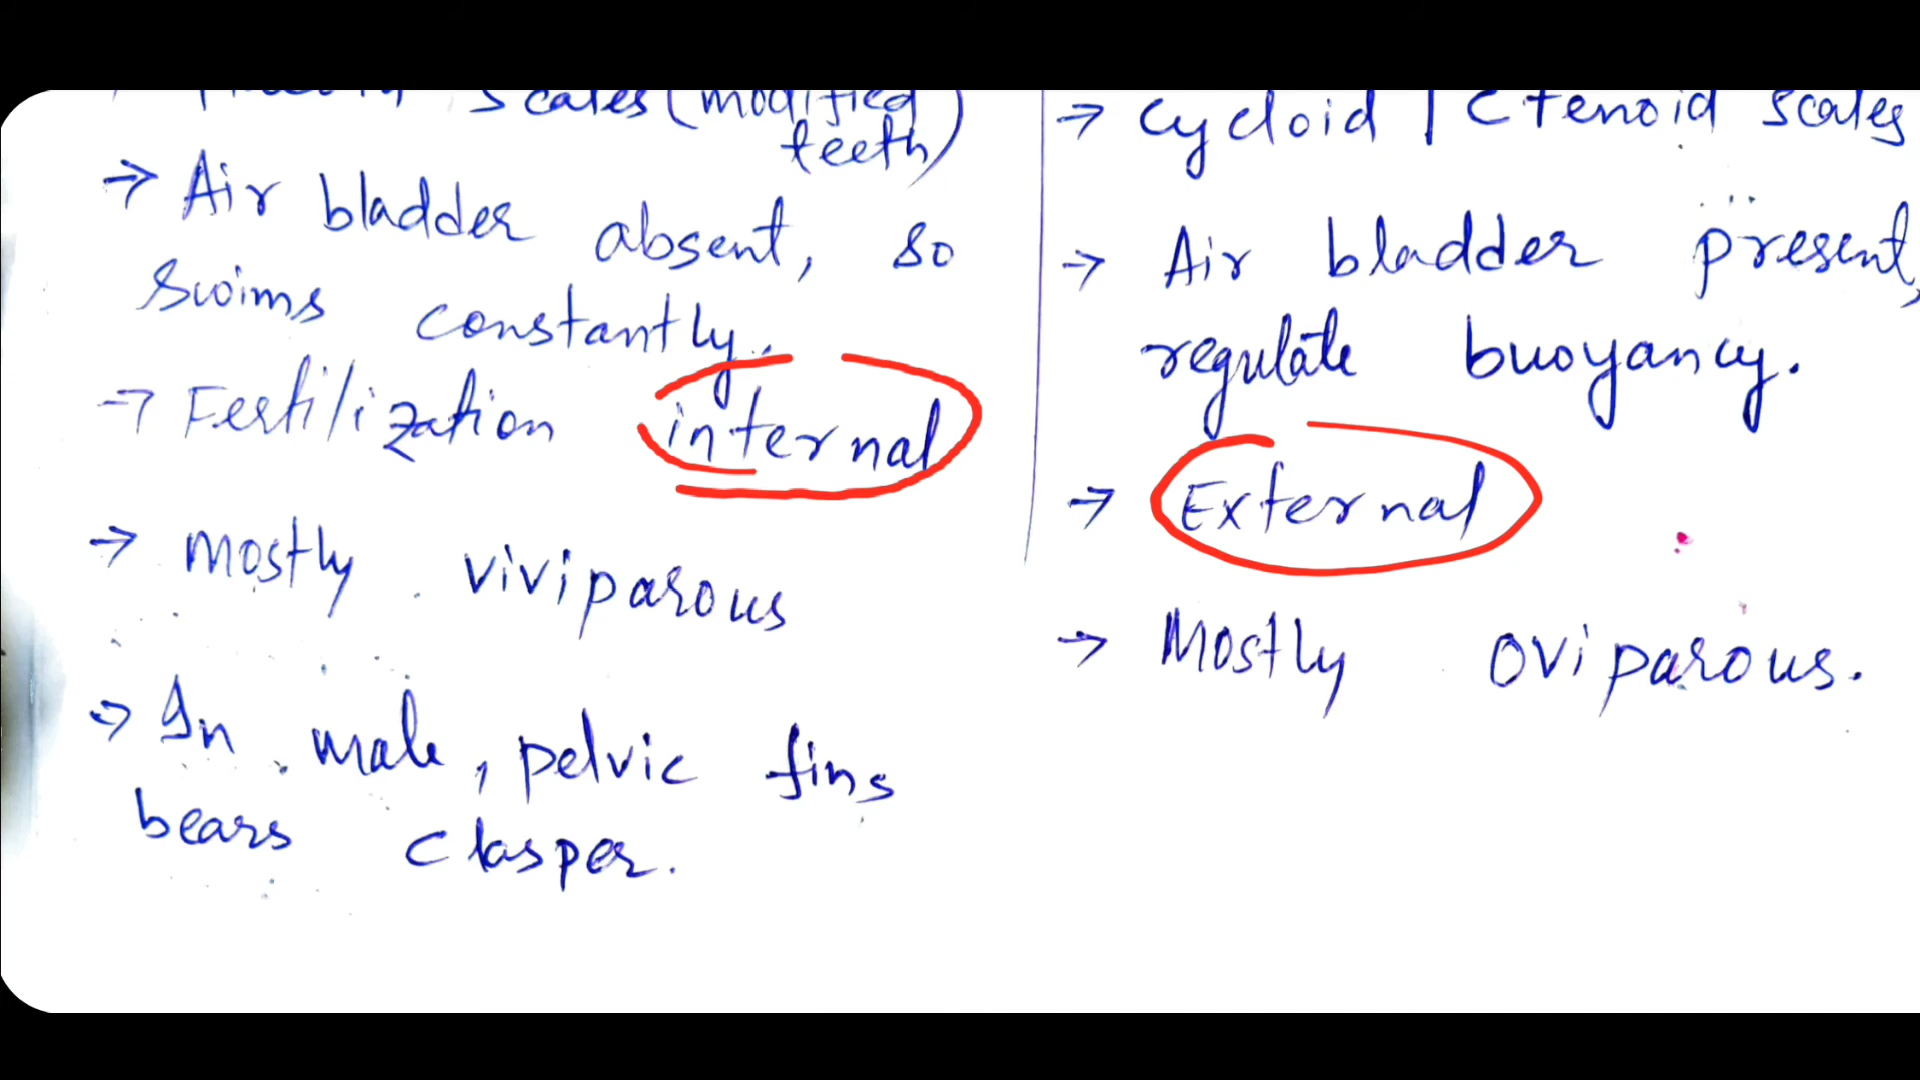 scales (modified
teeth)
→ Air bladder absent, so
swims constantly.
→ Fertilization internal
→ mostly viviparous
→ In male, pelvic fins
bears clasper.
→ Cycloid / Ctenoid scales
→ Air bladder present,
regulate buoyancy.
→ External
→ Mostly oviparous.